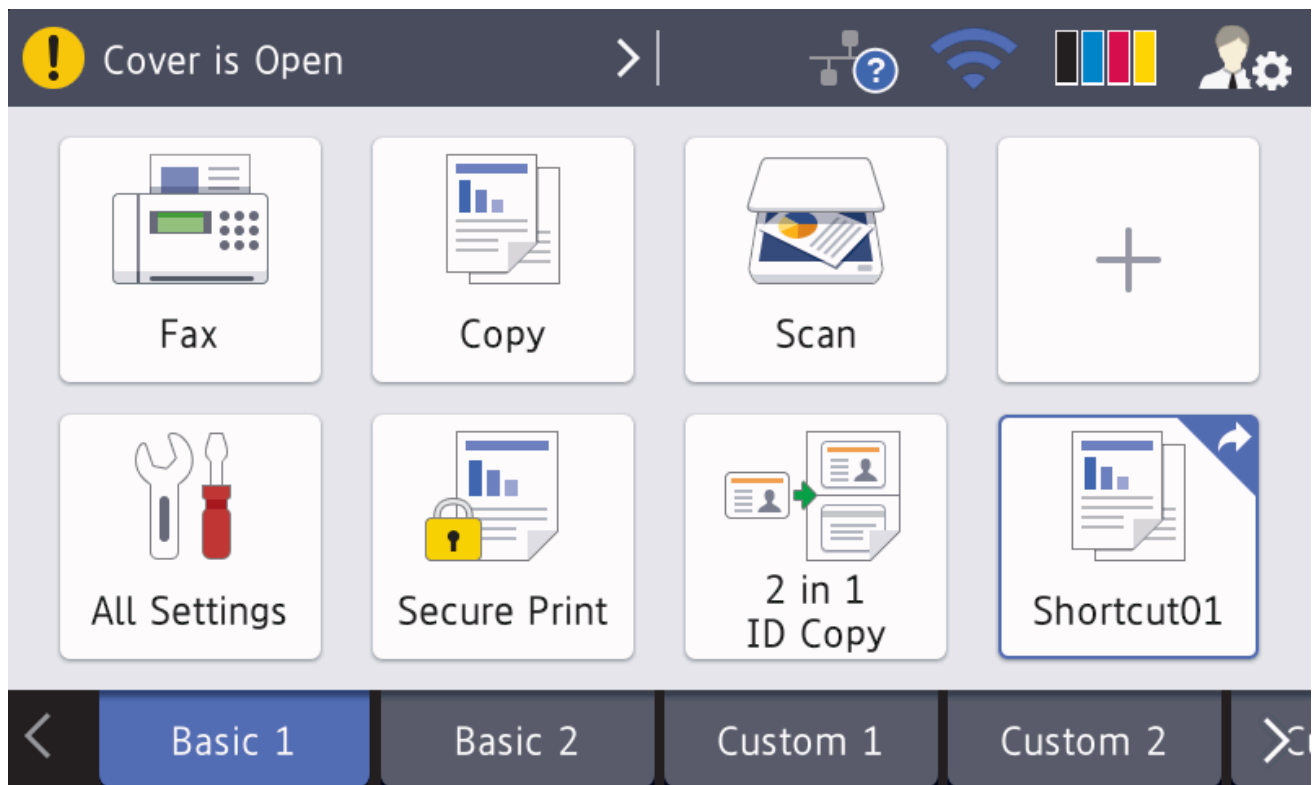 Cover is Open
Fax
Copy
Scan
All Settings
Secure Print
2 in 1
ID Copy
Shortcut01
Basic 1
Basic 2
Custom 1
Custom 2